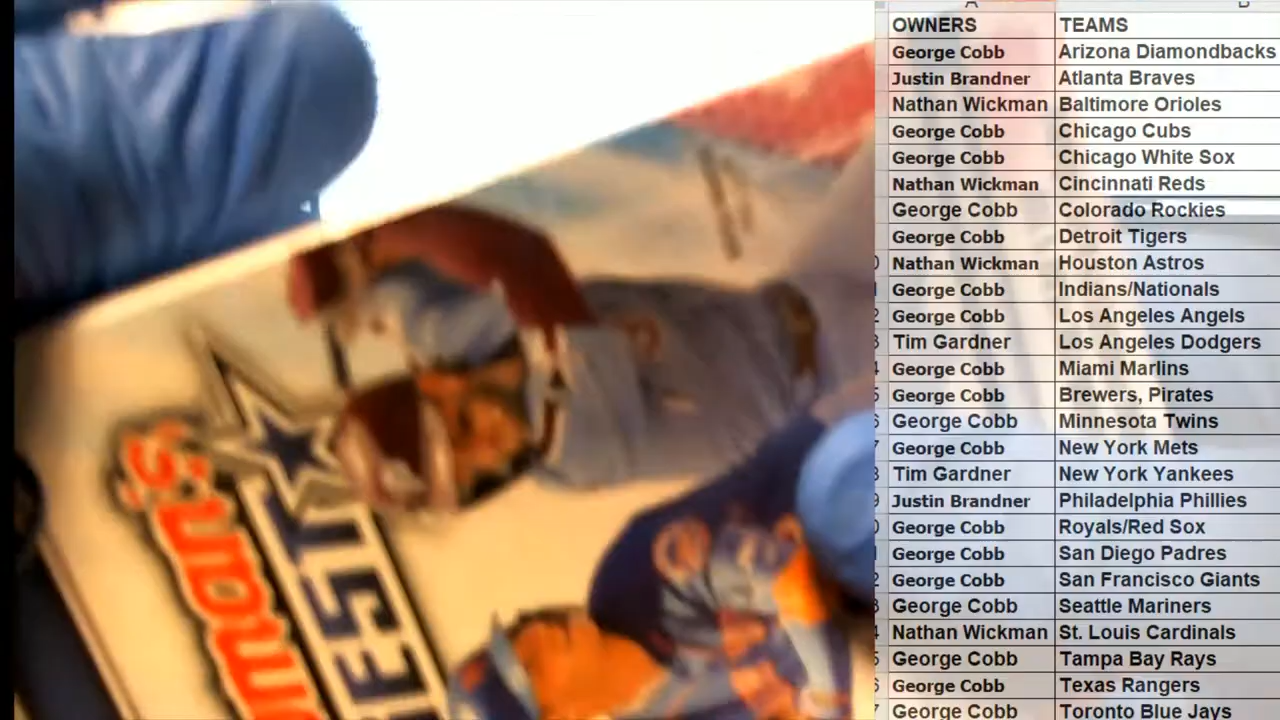 OWNERS TEAMS
George Cobb Arizona Diamondbacks
Justin Brandner Atlanta Braves
Nathan Wickman Baltimore Orioles
George Cobb Chicago Cubs
George Cobb Chicago White Sox
Nathan Wickman Cincinnati Reds
George Cobb Colorado Rockies
George Cobb Detroit Tigers
Nathan Wickman Houston Astros
George Cobb Indians/Nationals
George Cobb Los Angeles Angels
Tim Gardner Los Angeles Dodgers
George Cobb Miami Marlins
George Cobb Brewers, Pirates
George Cobb Minnesota Twins
George Cobb New York Mets
Tim Gardner New York Yankees
Justin Brandner Philadelphia Phillies
George Cobb Royals/Red Sox
George Cobb San Diego Padres
George Cobb San Francisco Giants
George Cobb Seattle Mariners
Nathan Wickman St. Louis Cardinals
George Cobb Tampa Bay Rays
George Cobb Texas Rangers
George Cobb Toronto Blue Jays